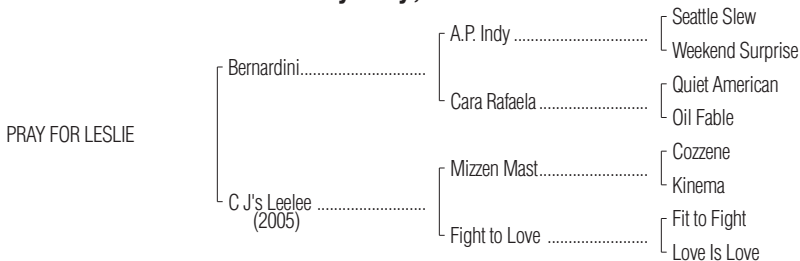 Seattle Slew
A.P. Indy ................................
Weekend Surprise
Bernardini..............................
Quiet American
Cara Rafaela ..........................
Oil Fable
PRAY FOR LESLIE
Cozzene
Mizzen Mast..........................
Kinema
C J's Leelee ..........................
(2005)
Fit to Fight
Fight to Love ........................
Love Is Love